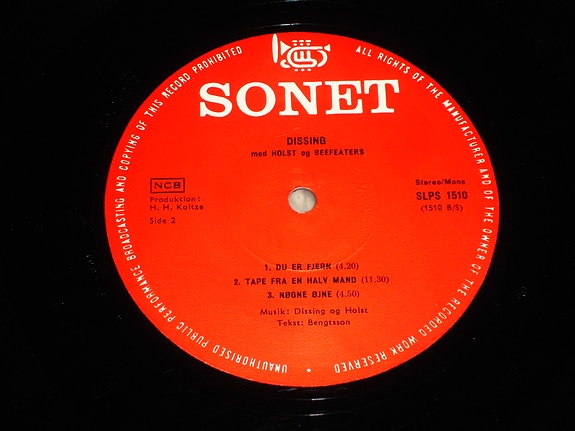 UNAUTHORISED PUBLIC PERFORMANCE BROADCASTING AND COPYING OF THIS RECORD PROHIBITED
ALL RIGHTS OF THE MANUFACTURER AND OF THE OWNER OF THE RECORDED WORK RESERVED *
SONET
DISSING
med HOLST og BEEFEATERS
NCB
Produktion:
H. H. Koltze
Side 2
Stereo/Mono
SLPS 1510
(1510 B/S)
1. DU ER FJERN (4.20)
2. TAPE FRA EN HALV MAND (11.30)
3. NØGNE ØJNE (4.50)
Musik: Dissing og Holst
Tekst: Bengtsson